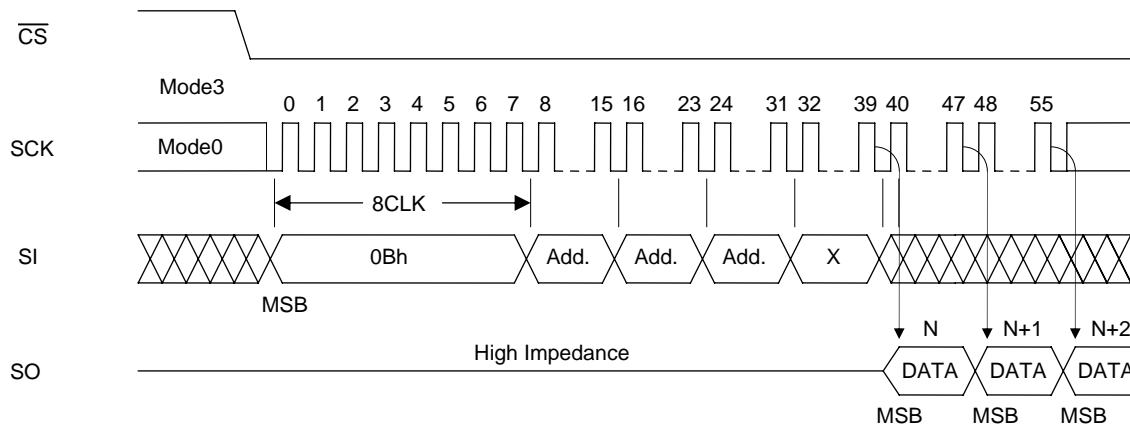 CS
Mode3
0 1 2 3 4 5 6 7 8 15 16 23 24 31 32 39 40 47 48 55
SCK
Mode0
8CLK
SI
0Bh
Add.
Add.
Add.
X
MSB
N
N+1
N+2
High Impedance
SO
DATA
DATA
DATA
MSB
MSB
MSB